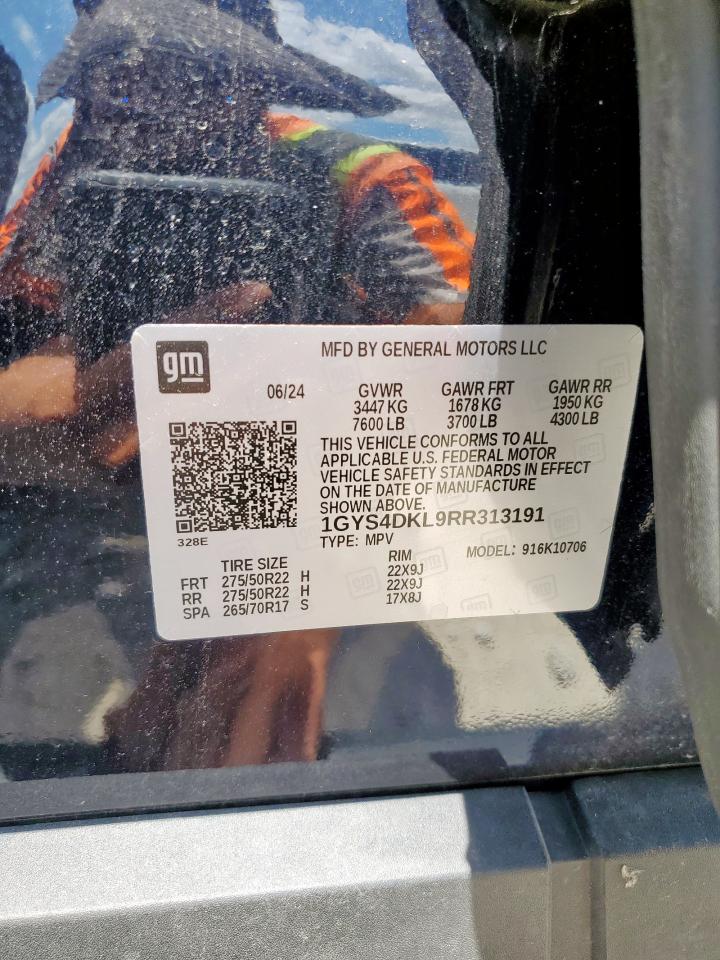 gm
MFD BY GENERAL MOTORS LLC
06/24 GVWR GAWR FRT GAWR RR
3447 KG 1678 KG 1950 KG
7600 LB 3700 LB 4300 LB
THIS VEHICLE CONFORMS TO ALL
APPLICABLE U.S. FEDERAL MOTOR
VEHICLE SAFETY STANDARDS IN EFFECT
ON THE DATE OF MANUFACTURE
SHOWN ABOVE.
1GYS4DKL9RR313191
328E
TYPE: MPV MODEL: 916K10706
TIRE SIZE RIM
FRT 275/50R22 H 22X9J
RR 275/50R22 H 22X9J
SPA 265/70R17 S 17X8J